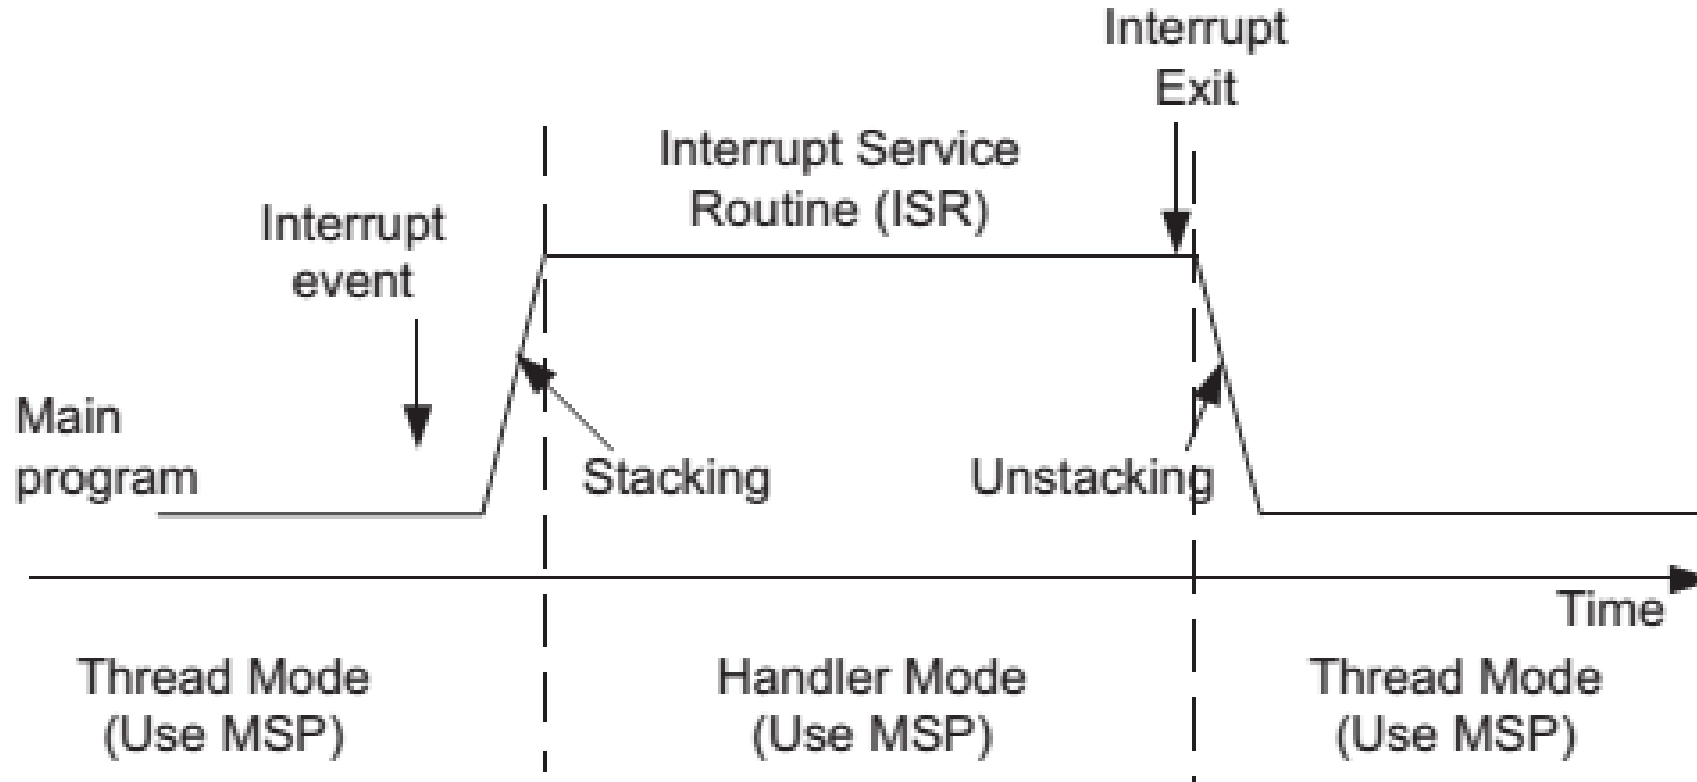 Interrupt
Exit
Interrupt Service
Routine (ISR)
Interrupt
event
Main
program
Stacking
Unstacking
Time
Thread Mode
(Use MSP)
Handler Mode
(Use MSP)
Thread Mode
(Use MSP)